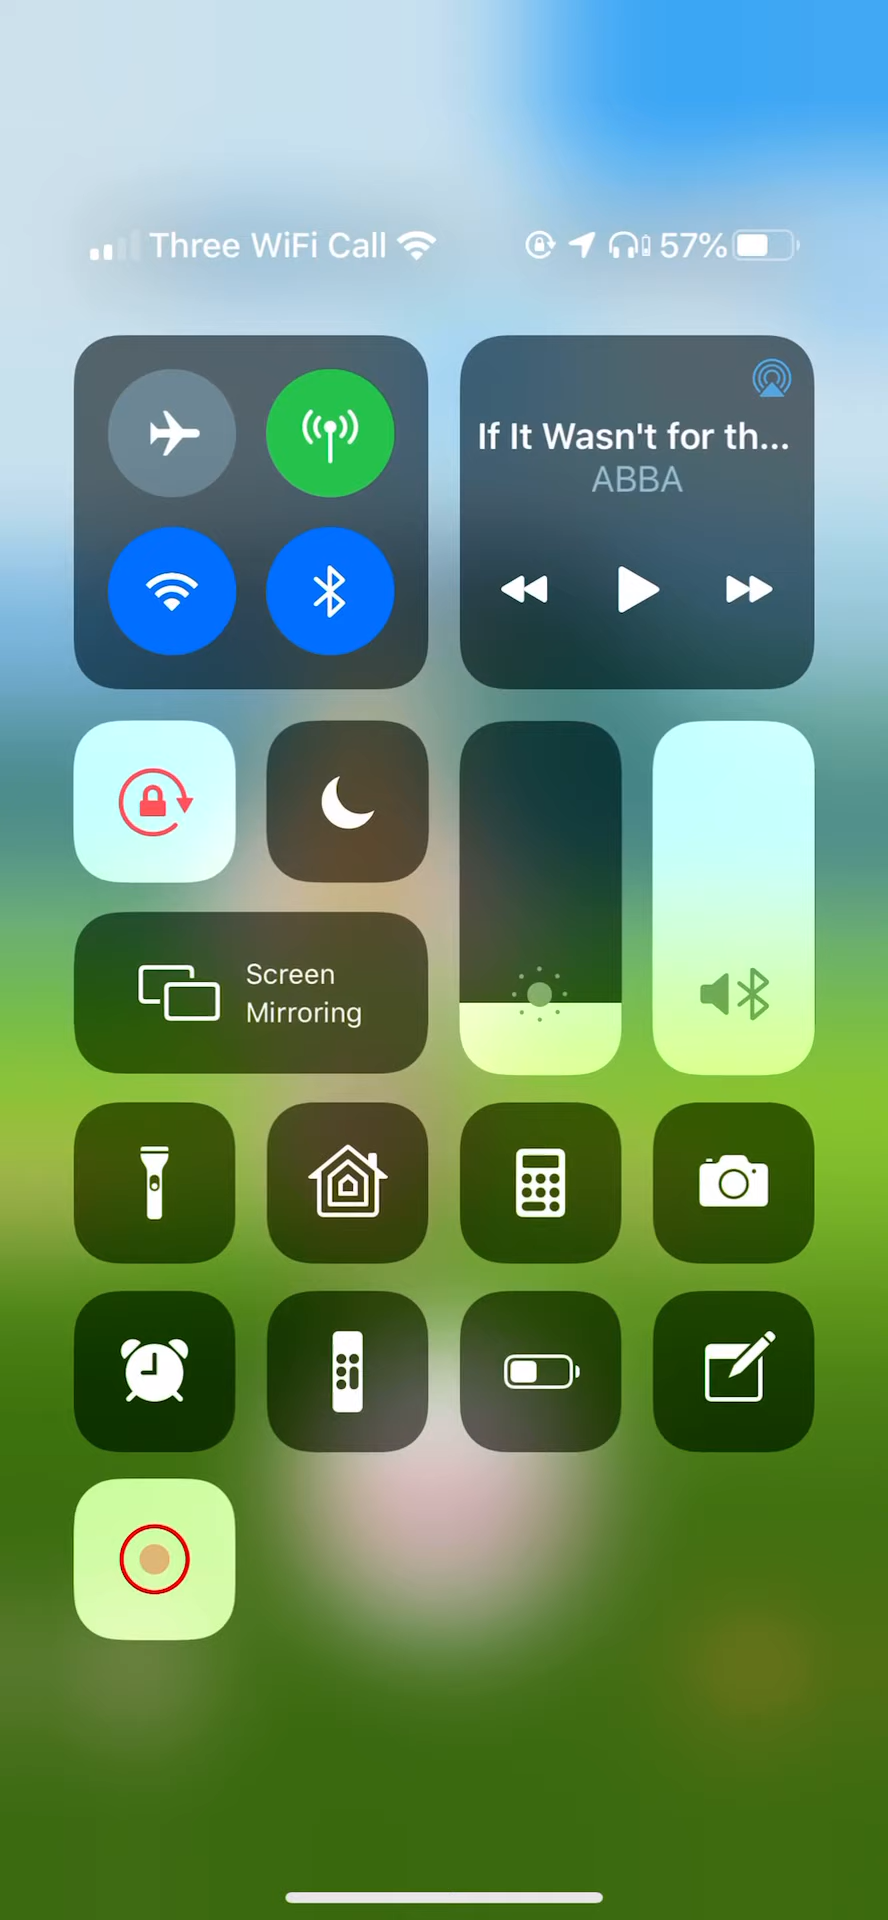 Three WiFi Call 57%
If It Wasn't for th...
ABBA
Screen
Mirroring